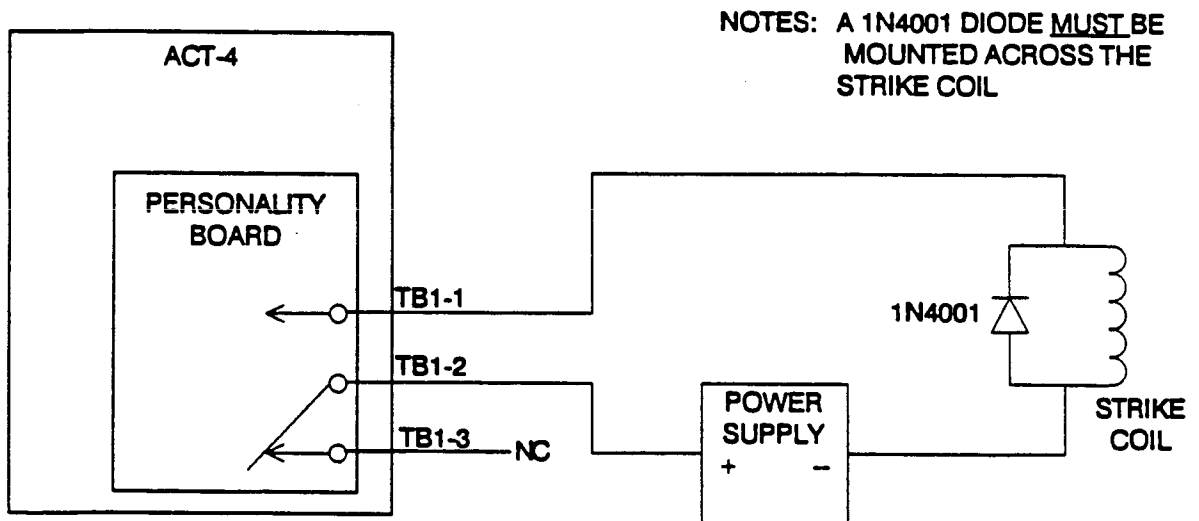 NOTES: A 1N4001 DIODE MUST BE
MOUNTED ACROSS THE
STRIKE COIL
ACT-4
PERSONALITY
BOARD
TB1-1
TB1-2
TB1-3
NC
1N4001
STRIKE
COIL
POWER
SUPPLY
+ -